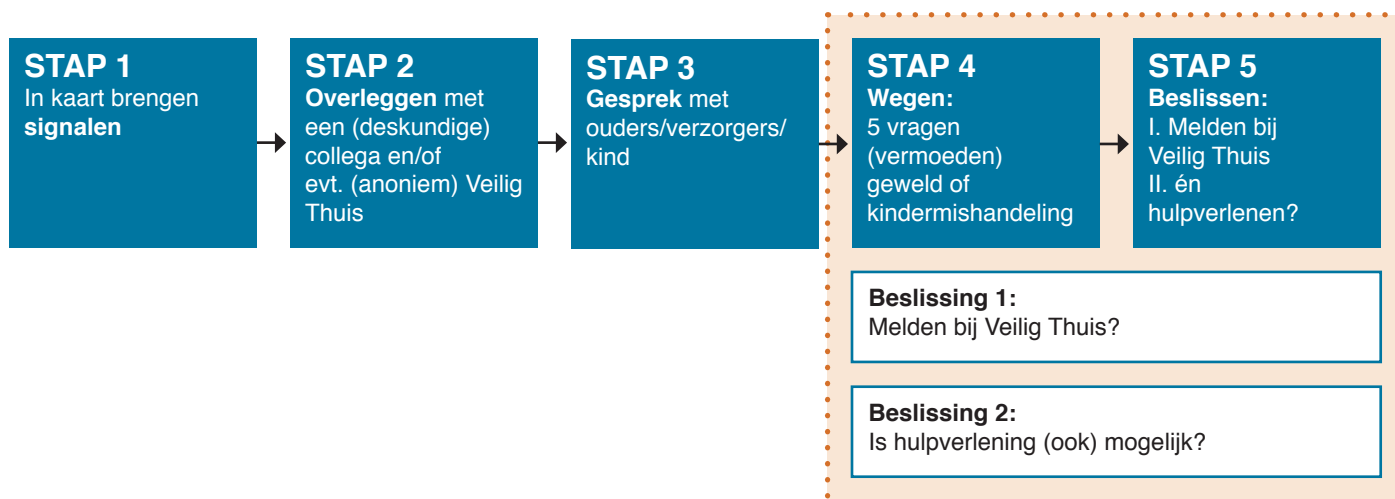 STAP 1
In kaart brengen
signalen
STAP 2
Overleggen met
een (deskundige)
collega en/of
evt. (anoniem) Veilig
Thuis
STAP 3
Gesprek met
ouders/verzorgers/
kind
STAP 4
Wegen:
5 vragen
(vermoeden)
geweld of
kindermishandeling
STAP 5
Beslissen:
I. Melden bij
Veilig Thuis
II. én
hulpverlenen?
Beslissing 1:
Melden bij Veilig Thuis?
Beslissing 2:
Is hulpverlening (ook) mogelijk?